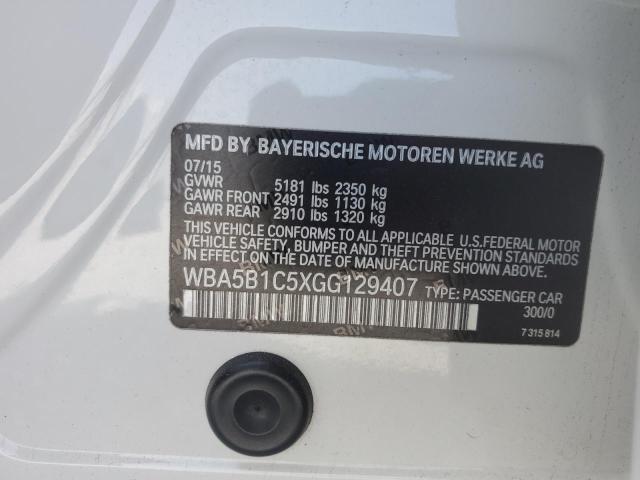 MFD BY BAYERISCHE MOTOREN WERKE AG
07/15
GVWR 5181 lbs 2350 kg
GAWR FRONT 2491 lbs 1130 kg
GAWR REAR 2910 lbs 1320 kg
THIS VEHICLE CONFORMS TO ALL APPLICABLE U.S.FEDERAL MOTOR
VEHICLE SAFETY, BUMPER AND THEFT PREVENTION STANDARDS
IN EFFECT ON THE DATE OF MANUFACTURE SHOWN ABOVE.
WBA5B1C5XGG129407 TYPE: PASSENGER CAR
300/0
7 315 814